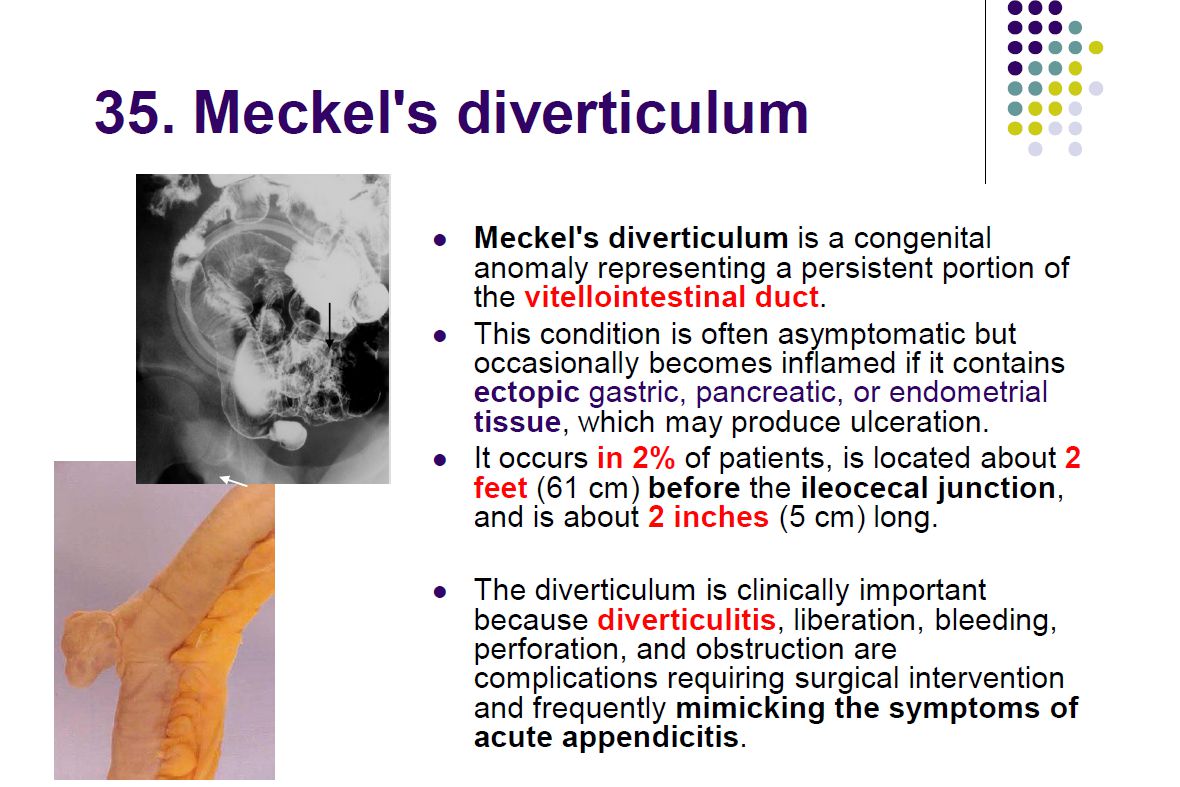 35. Meckel's diverticulum
Meckel's diverticulum is a congenital
anomaly representing a persistent portion of
the vitellointestinal duct.
This condition is often asymptomatic but
occasionally becomes inflamed if it contains
ectopic gastric, pancreatic, or endometrial
tissue, which may produce ulceration.
It occurs in 2% of patients, is located about 2
feet (61 cm) before the ileocecal junction,
and is about 2 inches (5 cm) long.
The diverticulum is clinically important
because diverticulitis, liberation, bleeding,
perforation, and obstruction are
complications requiring surgical intervention
and frequently mimicking the symptoms of
acute appendicitis.